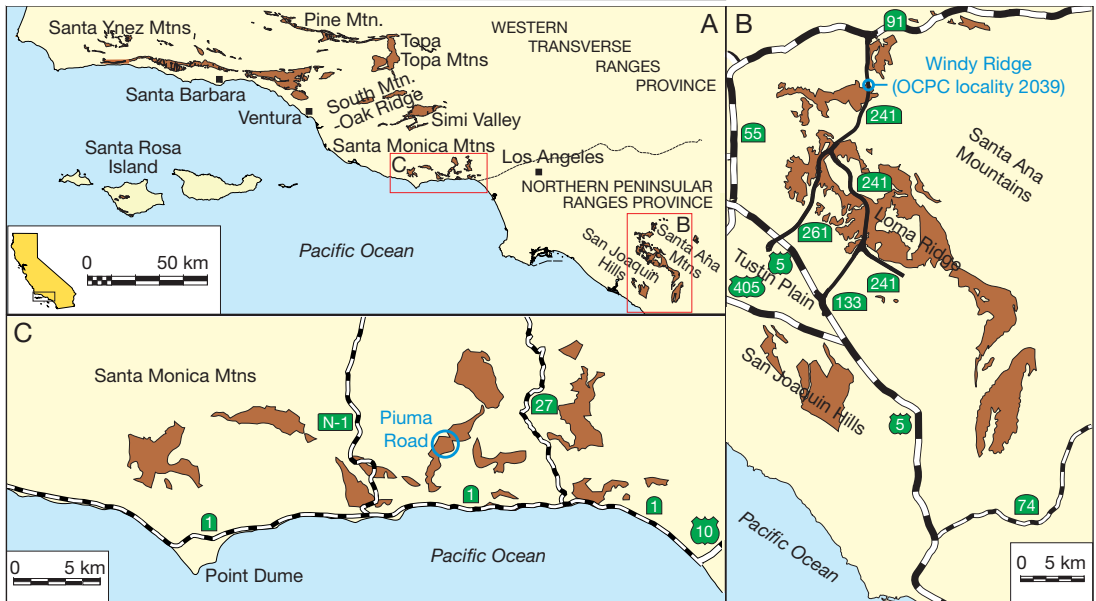 A
Santa Ynez Mtns
Pine Mtn.
Topa
Topa Mtns
WESTERN
TRANSVERSE
RANGES
PROVINCE
Santa Barbara
South Mtn.
-Oak Ridge
Ventura
Simi Valley
Santa Rosa
Island
Santa Monica Mtns
C
Los Angeles
NORTHERN PENINSULAR
RANGES PROVINCE
B
Santa Aha
Mtns
San Joaquin
Hills
Pacific Ocean
0 50 km
B
91
Windy Ridge
(OCPC locality 2039)
241
55
Santa Ana
Mountains
241
Loma Ridge
261
5
Tustin Plain
405
241
133
San Joaquin Hills
5
74
Pacific Ocean
0 5 km
C
Santa Monica Mtns
N-1
Piuma
Road
27
1
1
1
10
Pacific Ocean
0 5 km
Point Dume